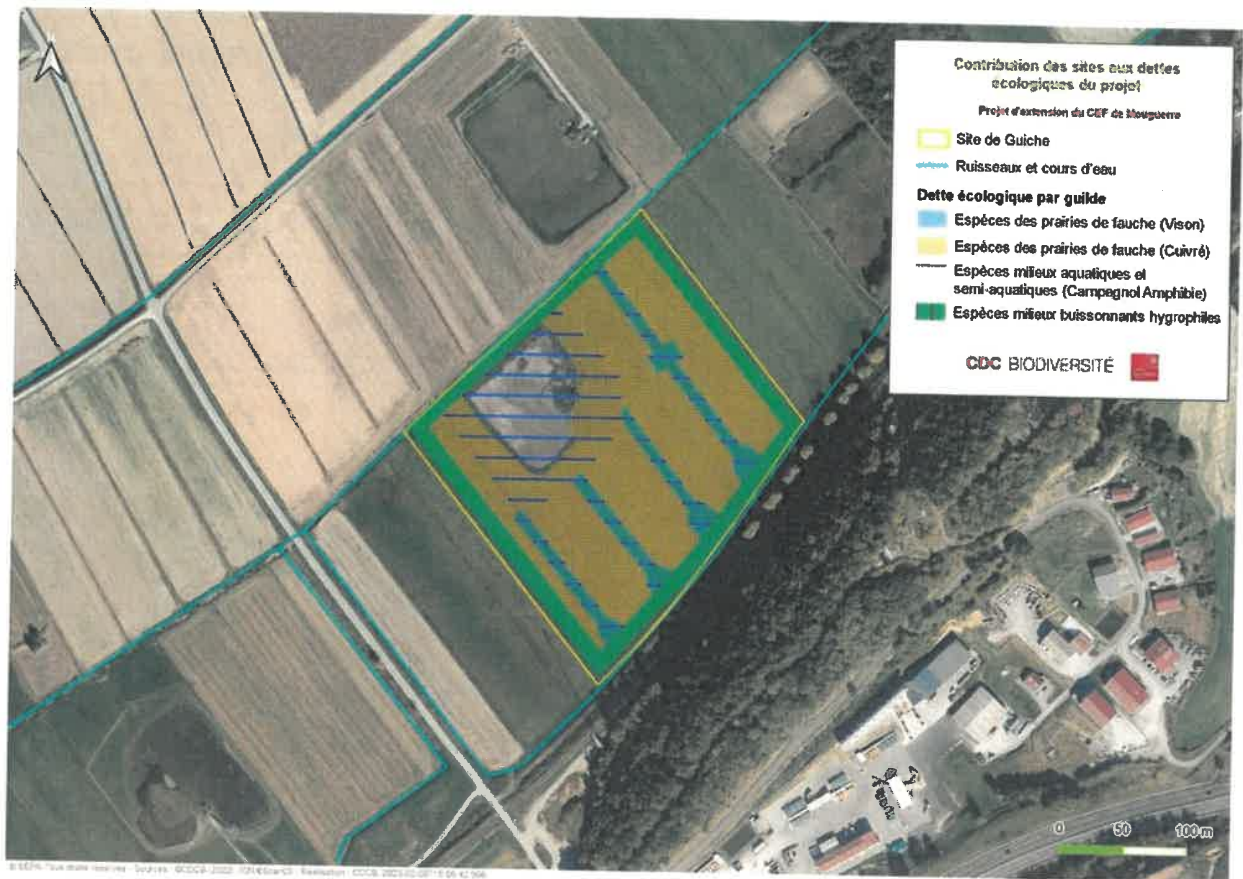 Contribution des sites aux dettes
écologiques du projet
Projet d'extension du CEF de Mouguerre
Site de Guiche
Ruisseaux et cours d'eau
Dette écologique par guilde
Espèces des prairies de fauche (Vison)
Espèces des prairies de fauche (Cuivré)
Espèces milieux aquatiques et
semi-aquatiques (Campagnol Amphibie)
Espèces milieux buissonnants hygrophiles
CDC BIODIVERSITÉ
0 50 100 m